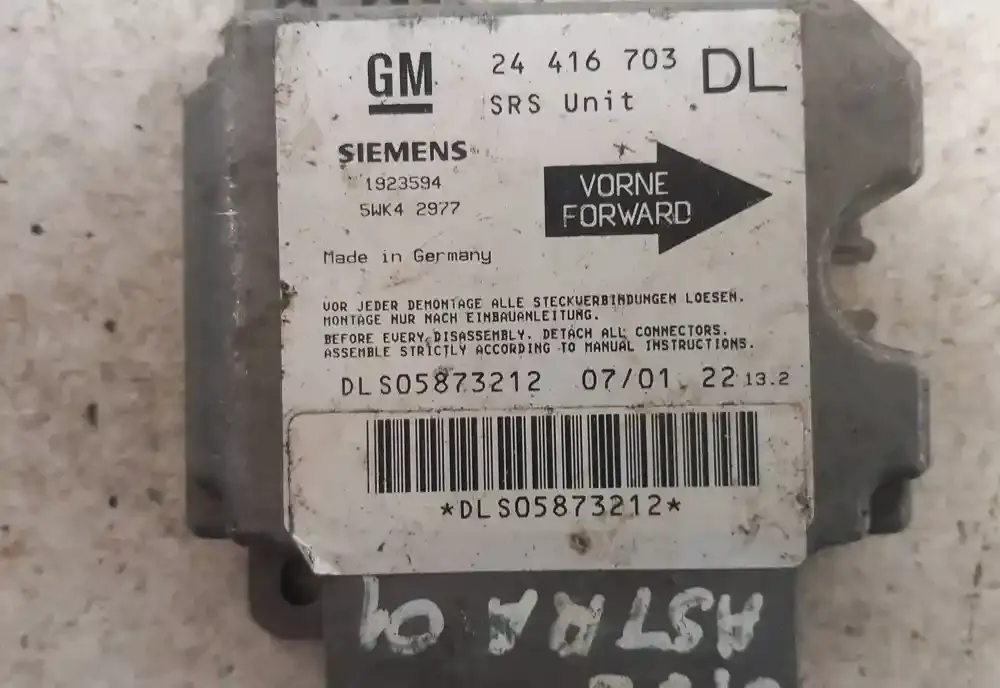 GM 24 416 703 DL
SRS Unit
SIEMENS
1923594
5WK4 2977
VORNE
FORWARD
Made in Germany
VOR JEDER DEMONTAGE ALLE STECKVERBINDUNGEN LOESEN.
MONTAGE NUR NACH EINBAUANLEITUNG.
BEFORE EVERY DISASSEMBLY, DETACH ALL CONNECTORS.
ASSEMBLE STRICTLY ACCORDING TO MANUAL INSTRUCTIONS.
DLS05873212 07/01 22 13.2
*DLS05873212*
ASTRA 01